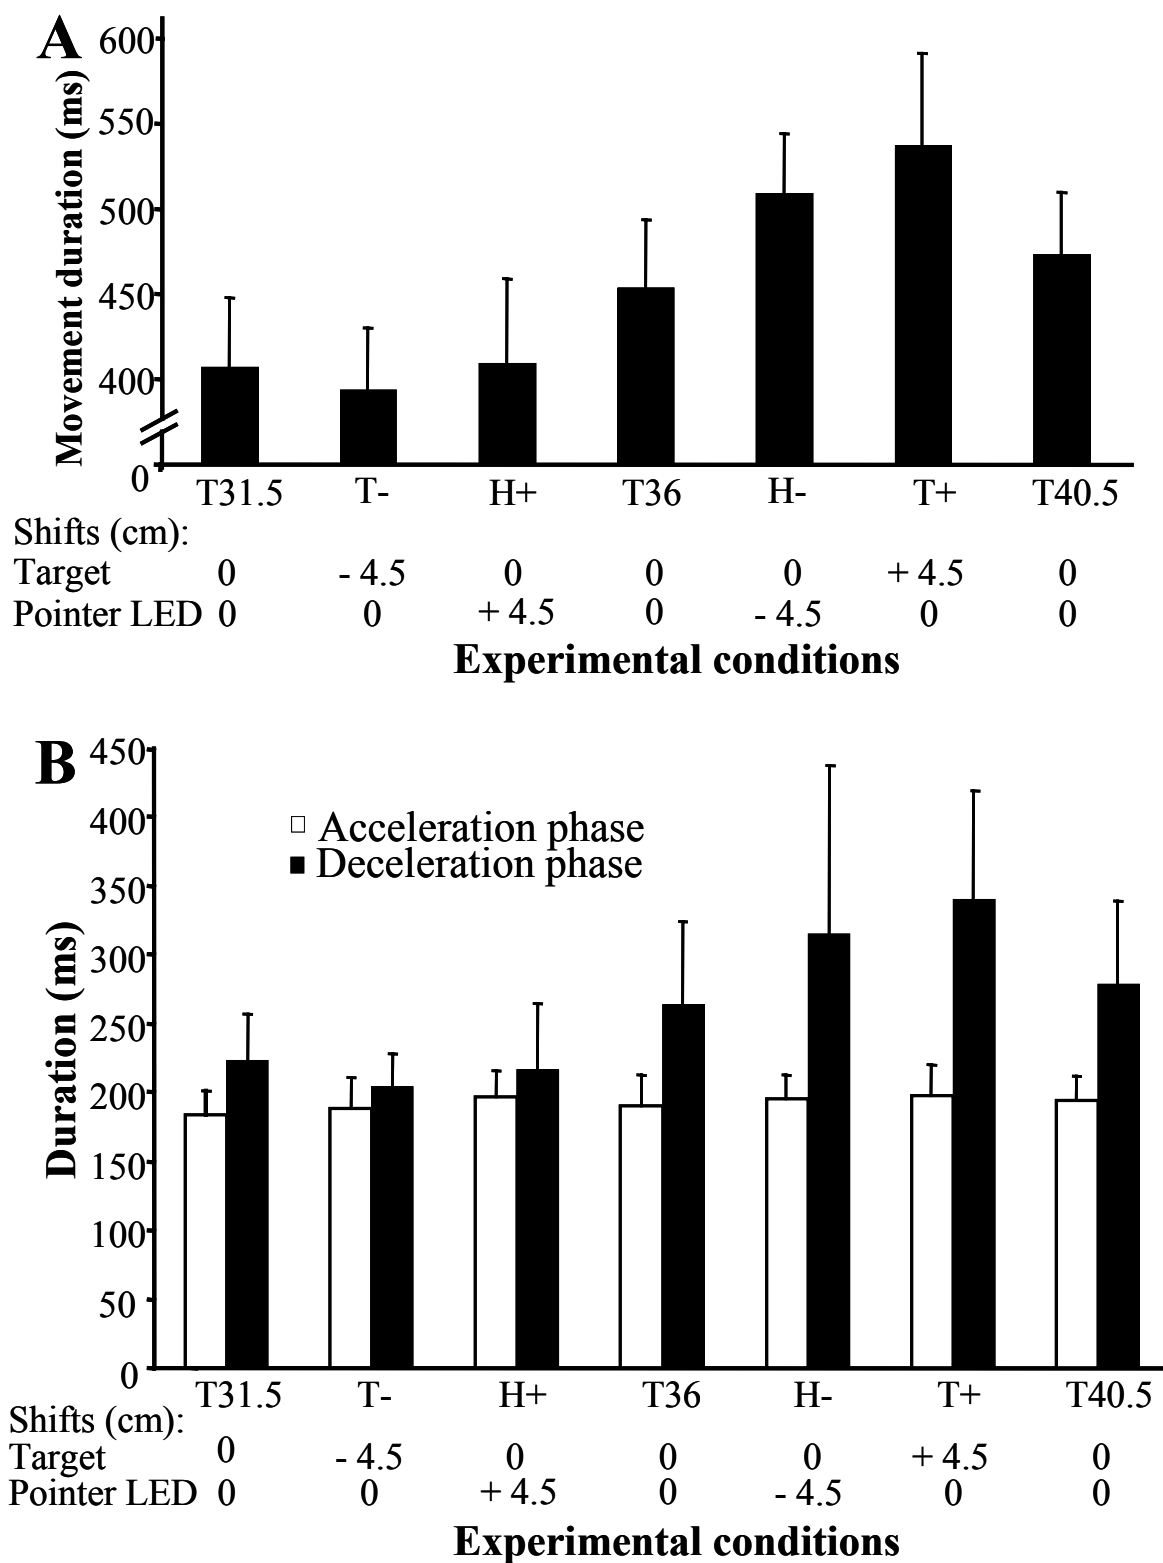 A
600
550
500
450
400
0
Movement duration (ms)
T31.5 T- H+ T36 H- T+ T40.5
Shifts (cm):
Target 0 - 4.5 0 0 0 + 4.5 0
Pointer LED 0 0 + 4.5 0 - 4.5 0 0
Experimental conditions
B
450
400
350
300
250
200
150
100
50
0
Duration (ms)
Acceleration phase
Deceleration phase
T31.5 T- H+ T36 H- T+ T40.5
Shifts (cm):
Target 0 - 4.5 0 0 0 + 4.5 0
Pointer LED 0 0 + 4.5 0 - 4.5 0 0
Experimental conditions